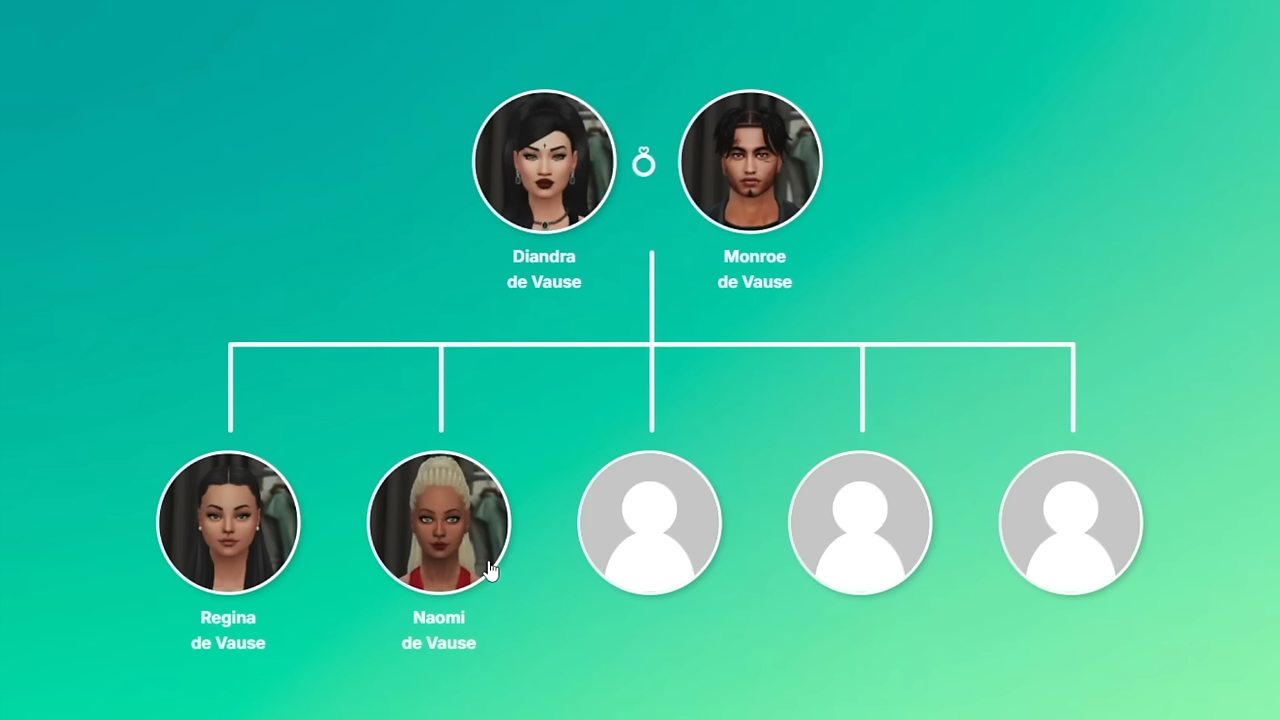 Diandra
de Vause
Monroe
de Vause
Regina
de Vause
Naomi
de Vause